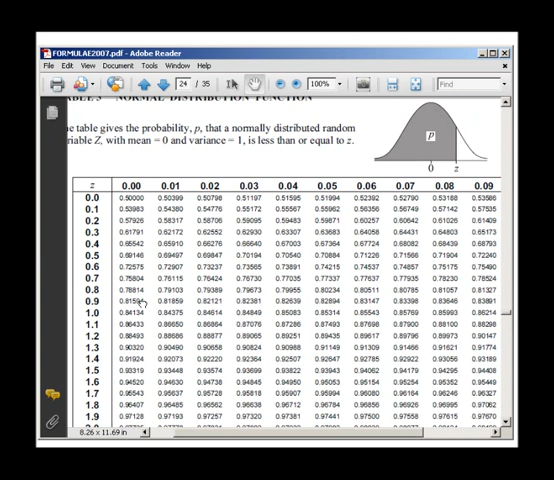 FORMULAE2007.pdf - Adobe Reader
File Edit View Document Tools Window Help
24 / 35 100% Find
NORMAL DISTRIBUTION FUNCTION
table gives the probability, p, that a normally distributed random
Z, with mean = 0 and variance = 1, is less than or equal to z.
p
0 z
z 0.00 0.01 0.02 0.03 0.04 0.05 0.06 0.07 0.08 0.09
0.0 0.50000 0.50399 0.50798 0.51197 0.51595 0.51994 0.52392 0.52790 0.53188 0.53586
0.1 0.53983 0.54380 0.54776 0.55172 0.55567 0.55962 0.56356 0.56749 0.57142 0.57535
0.2 0.57926 0.58317 0.58706 0.59095 0.59483 0.59871 0.60257 0.60642 0.61026 0.61409
0.3 0.61791 0.62172 0.62552 0.62930 0.63307 0.63683 0.64058 0.64431 0.64803 0.65173
0.4 0.65542 0.65910 0.66276 0.66640 0.67003 0.67364 0.67724 0.68082 0.68439 0.68793
0.5 0.69146 0.69497 0.69847 0.70194 0.70540 0.70884 0.71226 0.71566 0.71904 0.72240
0.6 0.72575 0.72907 0.73237 0.73565 0.73891 0.74215 0.74537 0.74857 0.75175 0.75490
0.7 0.75804 0.76115 0.76424 0.76730 0.77035 0.77337 0.77637 0.77935 0.78230 0.78524
0.8 0.78814 0.79103 0.79389 0.79673 0.79955 0.80234 0.80511 0.80785 0.81057 0.81327
0.9 0.81594 0.81859 0.82121 0.82381 0.82639 0.82894 0.83147 0.83398 0.83646 0.83891
1.0 0.84134 0.84375 0.84614 0.84849 0.85083 0.85314 0.85543 0.85769 0.85993 0.86214
1.1 0.86433 0.86650 0.86864 0.87076 0.87286 0.87493 0.87698 0.87900 0.88100 0.88298
1.2 0.88493 0.88686 0.88877 0.89065 0.89251 0.89435 0.89617 0.89796 0.89973 0.90147
1.3 0.90320 0.90490 0.90658 0.90824 0.90988 0.91149 0.91309 0.91466 0.91621 0.91774
1.4 0.91924 0.92073 0.92220 0.92364 0.92507 0.92647 0.92785 0.92922 0.93056 0.93189
1.5 0.93319 0.93448 0.93574 0.93699 0.93822 0.93943 0.94062 0.94179 0.94295 0.94408
1.6 0.94520 0.94630 0.94738 0.94845 0.94950 0.95053 0.95154 0.95254 0.95352 0.95449
1.7 0.95543 0.95637 0.95728 0.95818 0.95907 0.95994 0.96080 0.96164 0.96246 0.96327
1.8 0.96407 0.96485 0.96562 0.96638 0.96712 0.96784 0.96856 0.96926 0.96995 0.97062
1.9 0.97128 0.97193 0.97257 0.97320 0.97381 0.97441 0.97500 0.97558 0.97615 0.97670
8.26 x 11.69 in